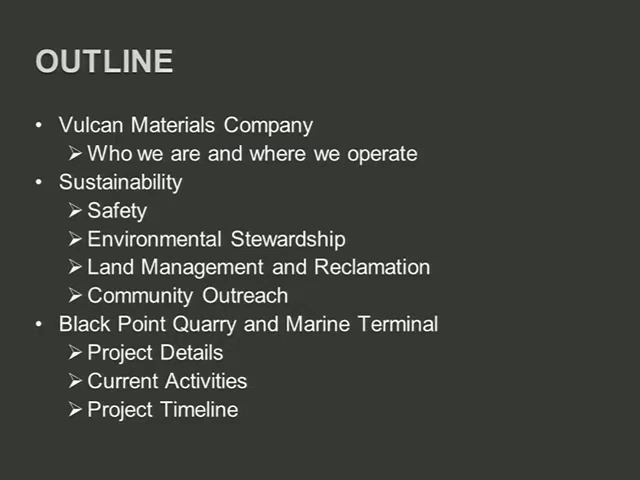 OUTLINE
• Vulcan Materials Company
➢ Who we are and where we operate
• Sustainability
➢ Safety
➢ Environmental Stewardship
➢ Land Management and Reclamation
➢ Community Outreach
• Black Point Quarry and Marine Terminal
➢ Project Details
➢ Current Activities
➢ Project Timeline